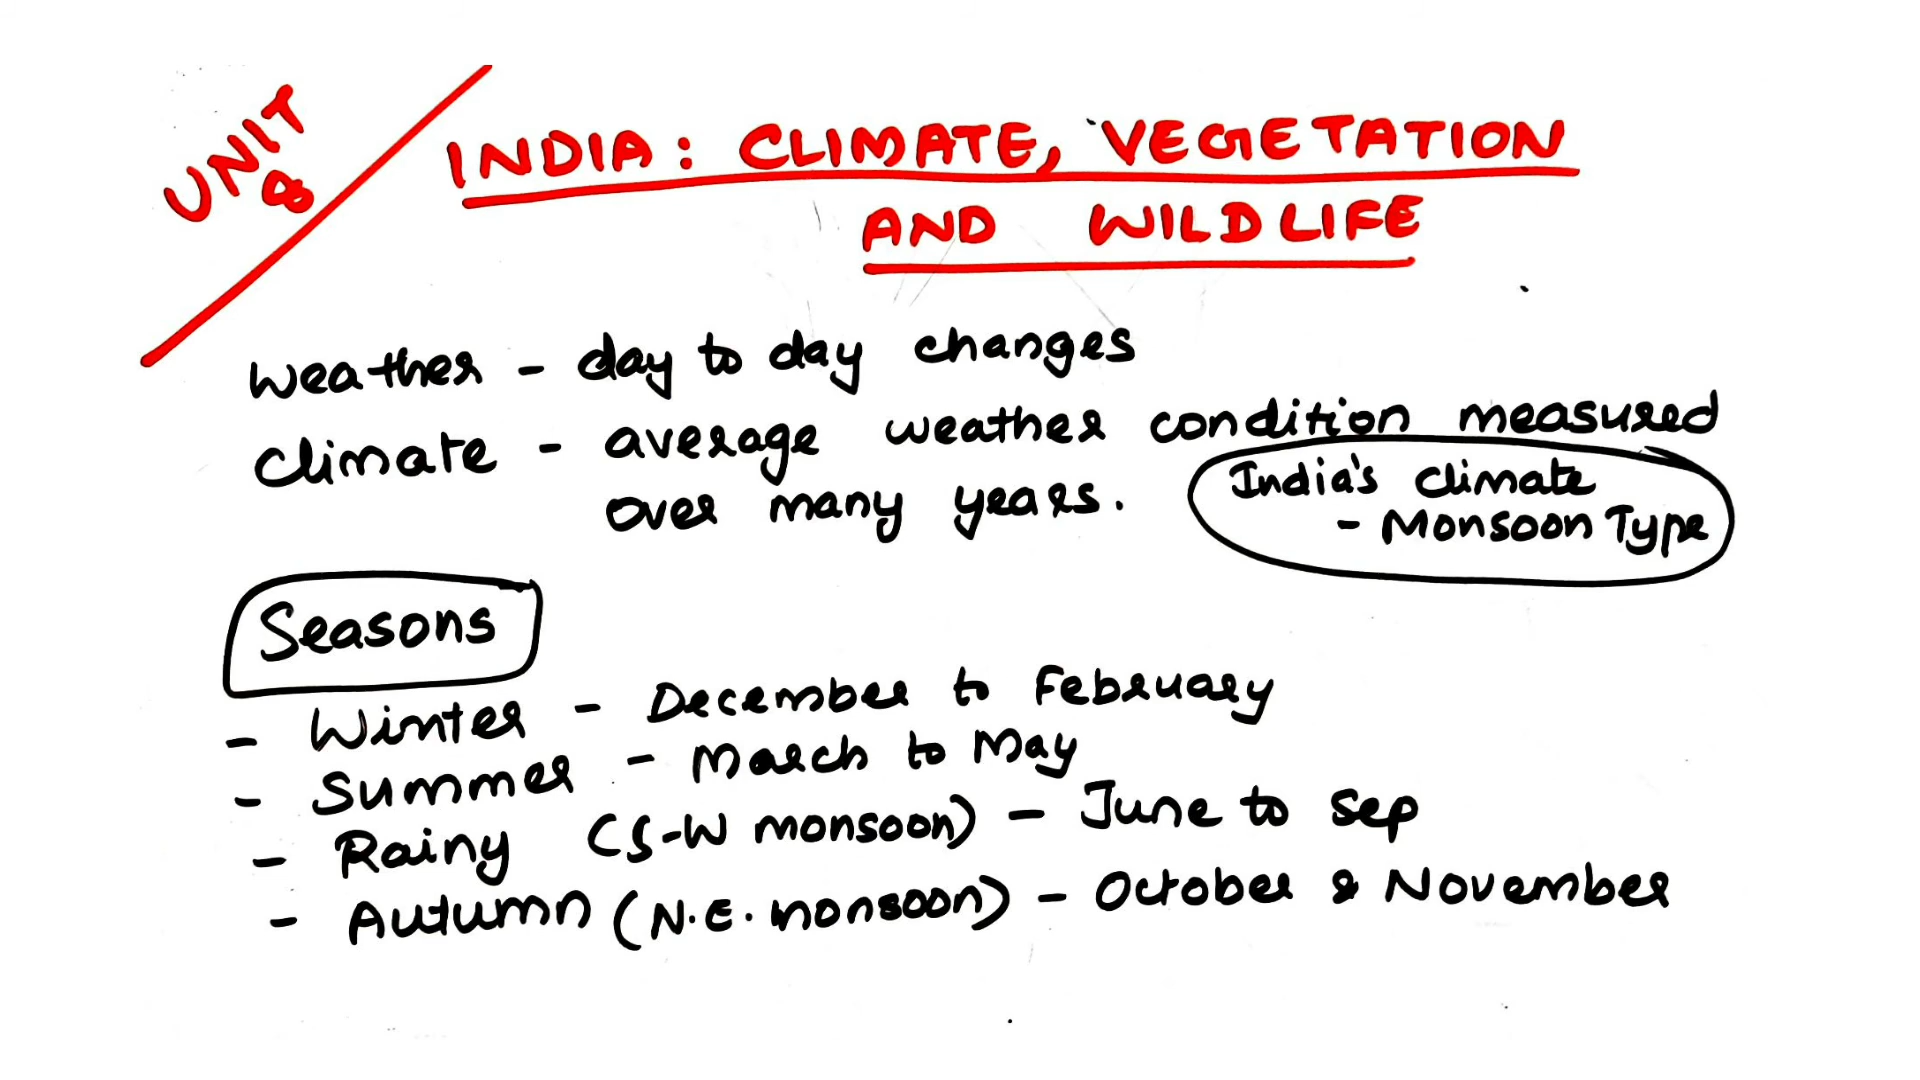 UNIT
8
INDIA: CLIMATE, VEGETATION
AND WILDLIFE
Weather - day to day changes
Climate - average weather condition measured
over many years.
India's Climate
- Monsoon Type
Seasons
- Winter - December to February
- Summer - March to May
- Rainy (S-W monsoon) - June to Sep
- Autumn (N.E. monsoon) - October & November